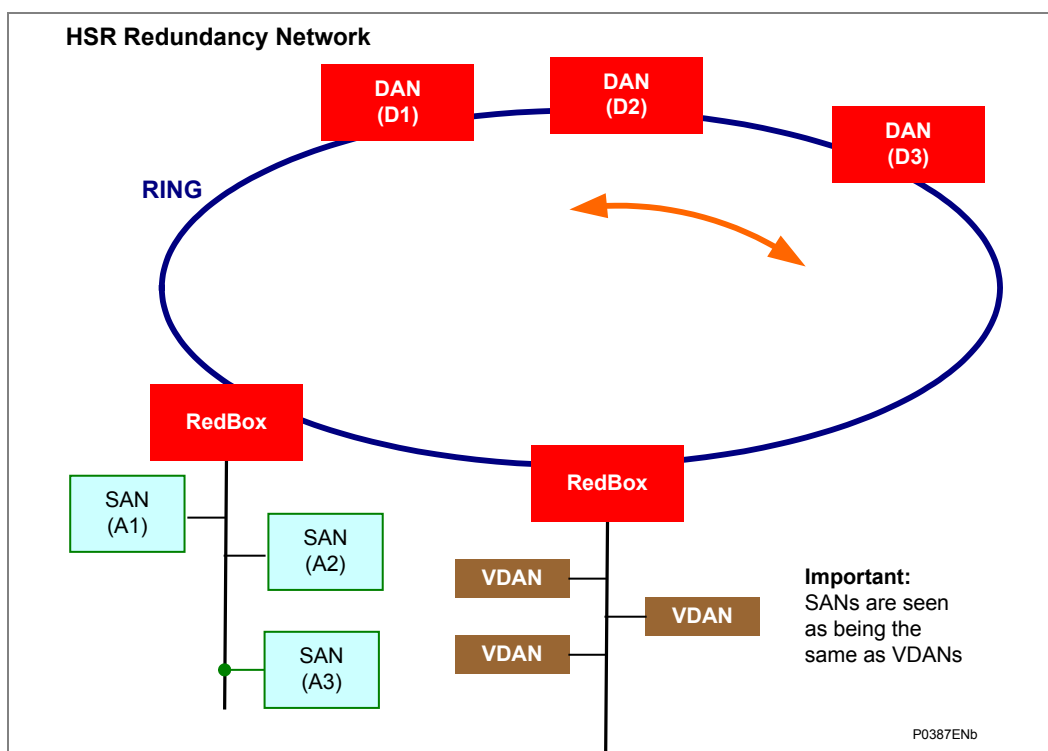 HSR Redundancy Network
DAN
(D1)
DAN
(D2)
DAN
(D3)
RING
RedBox
RedBox
SAN
(A1)
SAN
(A2)
SAN
(A3)
VDAN
VDAN
VDAN
Important:
SANs are seen
as being the
same as VDANs
P0387ENb